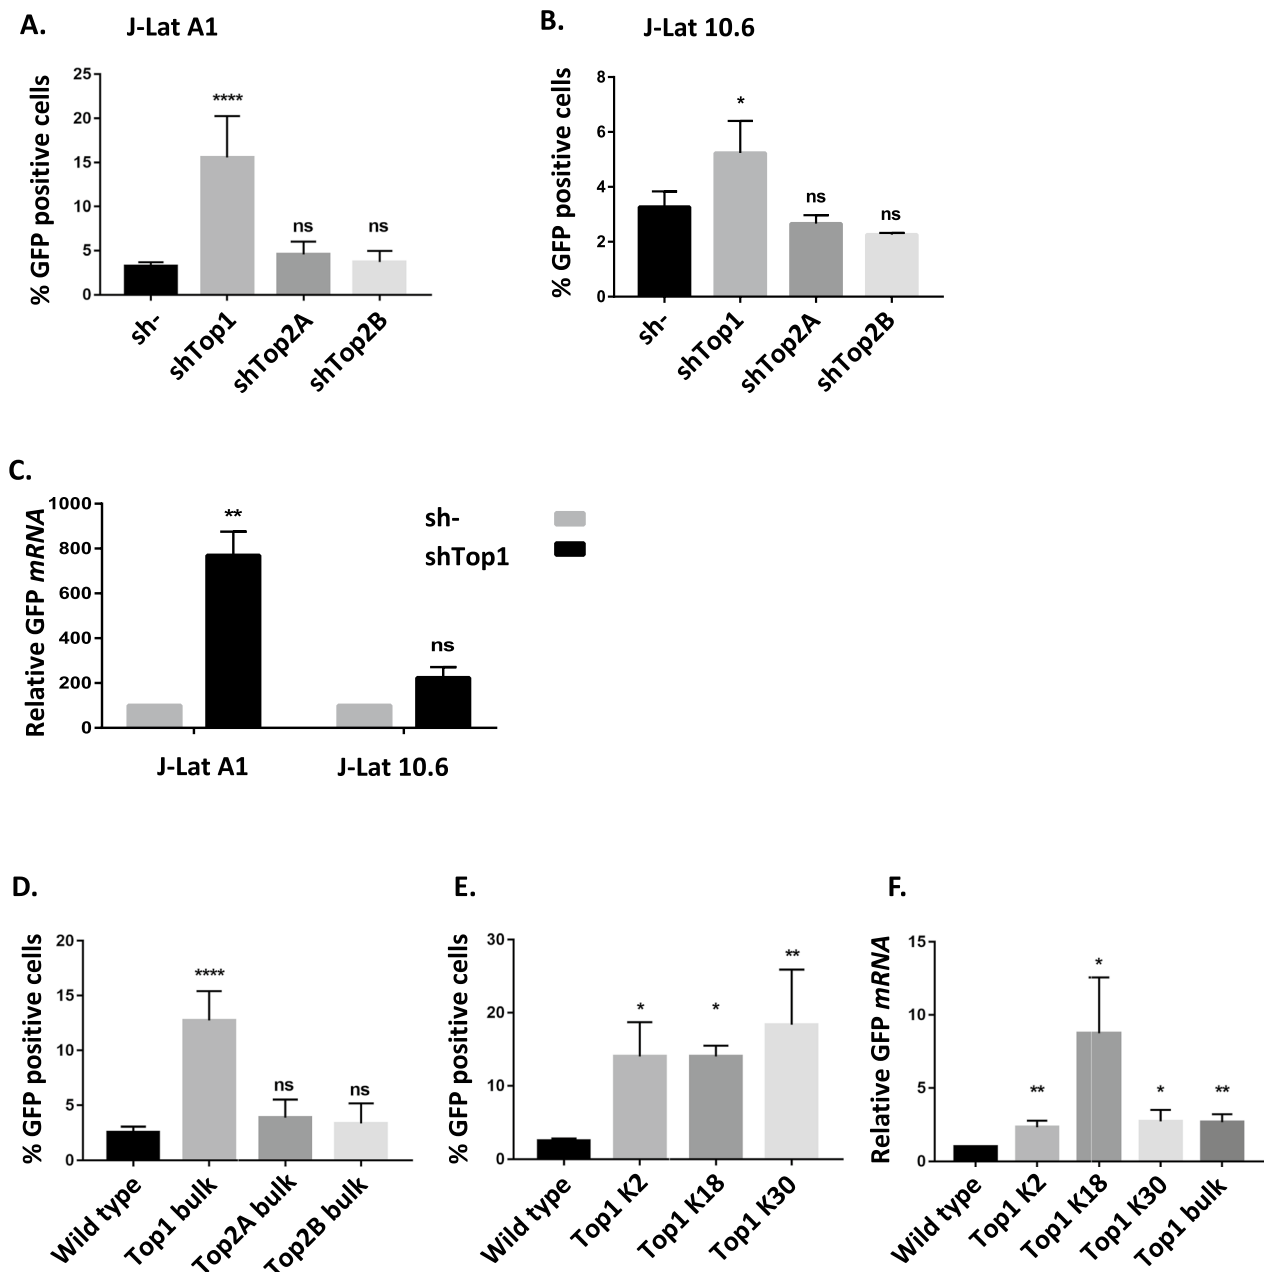 A.
J-Lat A1
% GFP positive cells
25
20
15
10
5
0
****
ns
ns
sh-
shTop1
shTop2A
shTop2B
B.
J-Lat 10.6
% GFP positive cells
8
6
4
2
0
*
ns
ns
sh-
shTop1
shTop2A
shTop2B
C.
Relative GFP mRNA
1000
800
600
400
200
0
**
ns
sh-
shTop1
J-Lat A1
J-Lat 10.6
D.
% GFP positive cells
20
15
10
5
0
****
ns
ns
Wild type
Top1 bulk
Top2A bulk
Top2B bulk
E.
% GFP positive cells
30
20
10
0
*
*
**
Wild type
Top1 K2
Top1 K18
Top1 K30
F.
Relative GFP mRNA
15
10
5
0
**
*
*
**
Wild type
Top1 K2
Top1 K18
Top1 K30
Top1 bulk